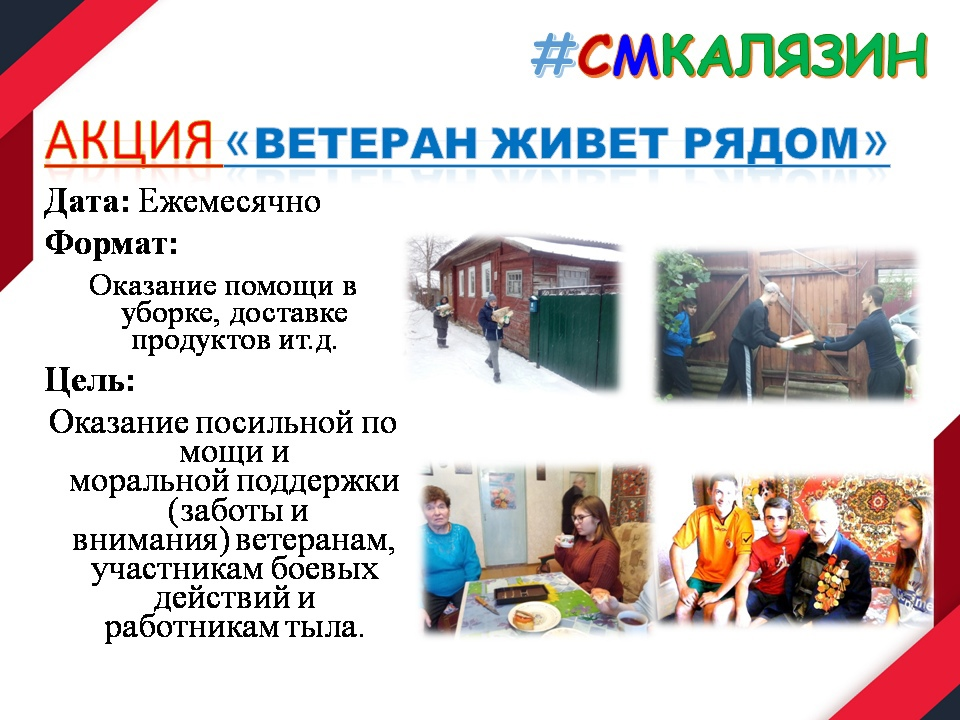 #СМКАЛЯЗИН
АКЦИЯ «ВЕТЕРАН ЖИВЕТ РЯДОМ»
Дата: Ежемесячно
Формат:
Оказание помощи в
уборке, доставке
продуктов ит.д.
Цель:
Оказание посильной по
мощи и
моральной поддержки
(заботы и
внимания) ветеранам,
участникам боевых
действий и
работникам тыла.